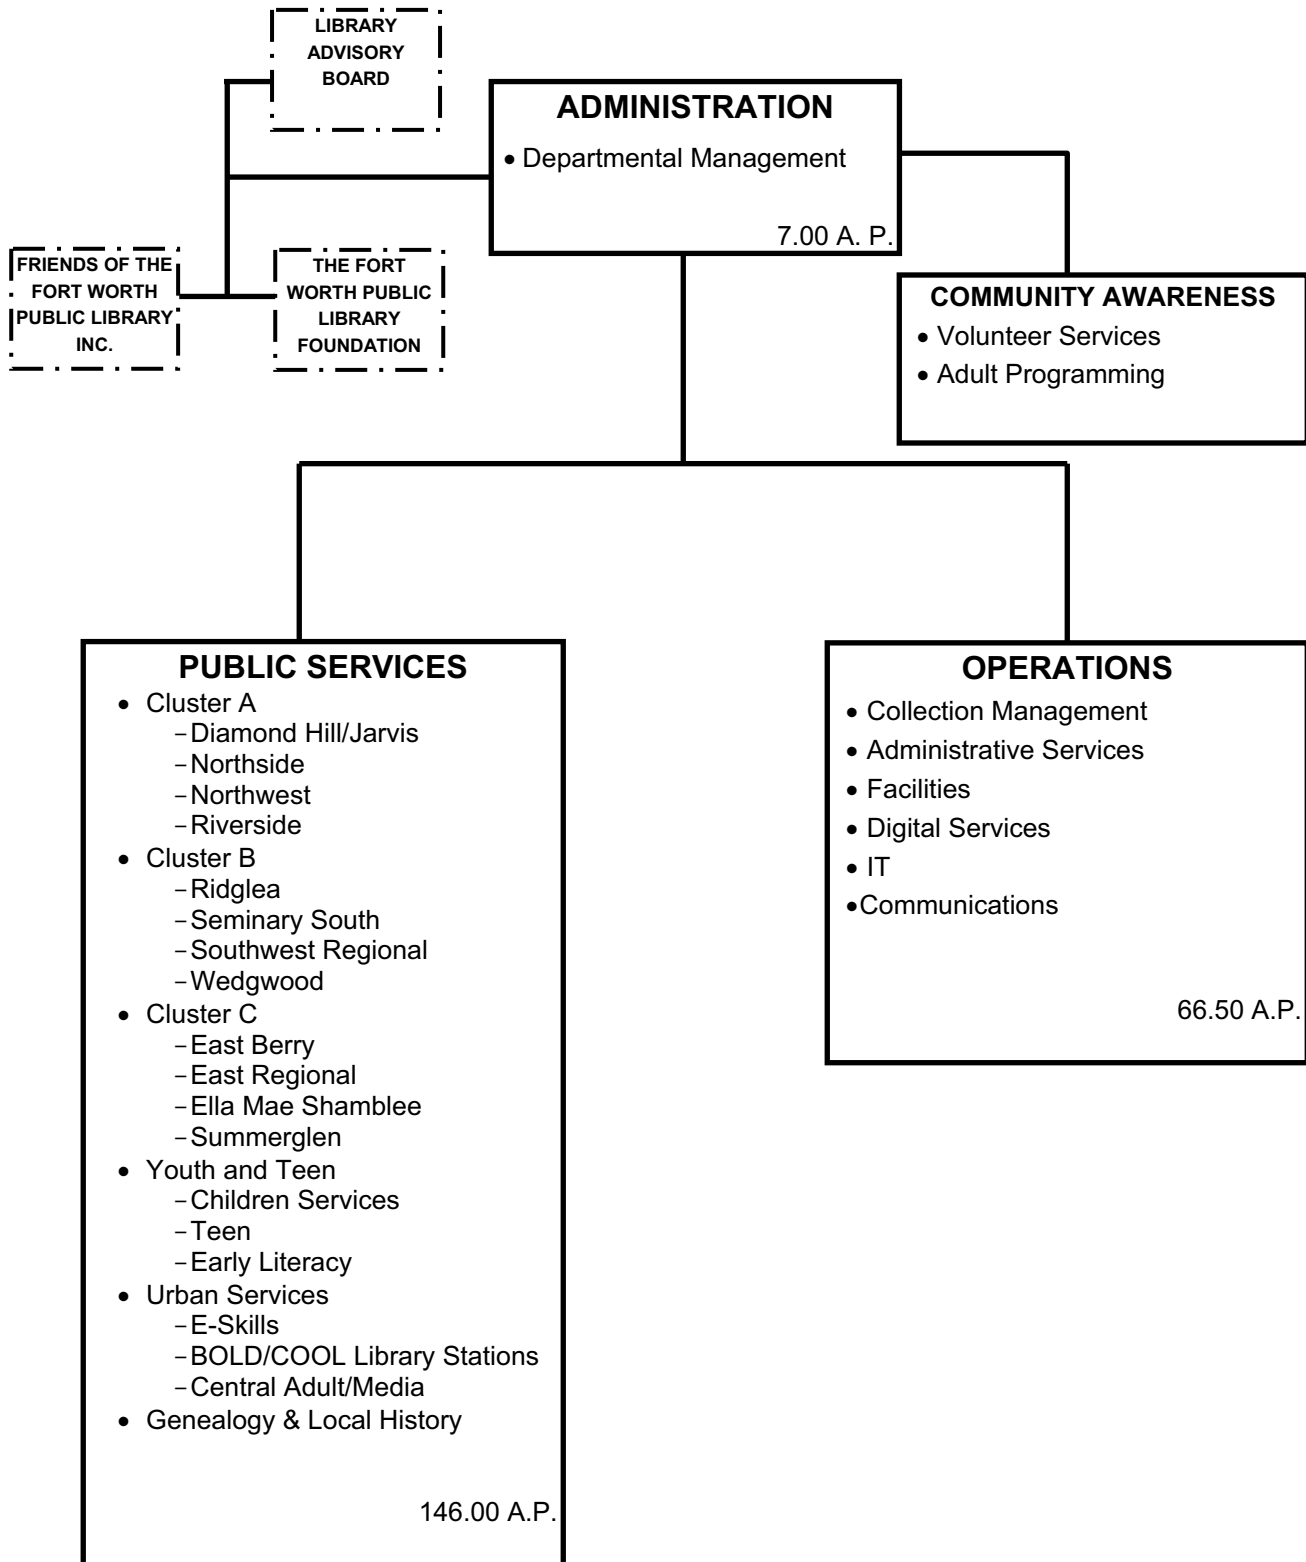 LIBRARY
ADVISORY
BOARD
ADMINISTRATION
• Departmental Management
7.00 A. P.
FRIENDS OF THE
FORT WORTH
PUBLIC LIBRARY
INC.
THE FORT
WORTH PUBLIC
LIBRARY
FOUNDATION
COMMUNITY AWARENESS
• Volunteer Services
• Adult Programming
PUBLIC SERVICES
• Cluster A
–Diamond Hill/Jarvis
–Northside
–Northwest
–Riverside
• Cluster B
–Ridglea
–Seminary South
–Southwest Regional
–Wedgwood
• Cluster C
–East Berry
–East Regional
–Ella Mae Shamblee
–Summerglen
• Youth and Teen
–Children Services
–Teen
–Early Literacy
• Urban Services
–E-Skills
–BOLD/COOL Library Stations
–Central Adult/Media
• Genealogy & Local History
146.00 A.P.
OPERATIONS
• Collection Management
• Administrative Services
• Facilities
• Digital Services
• IT
•Communications
66.50 A.P.